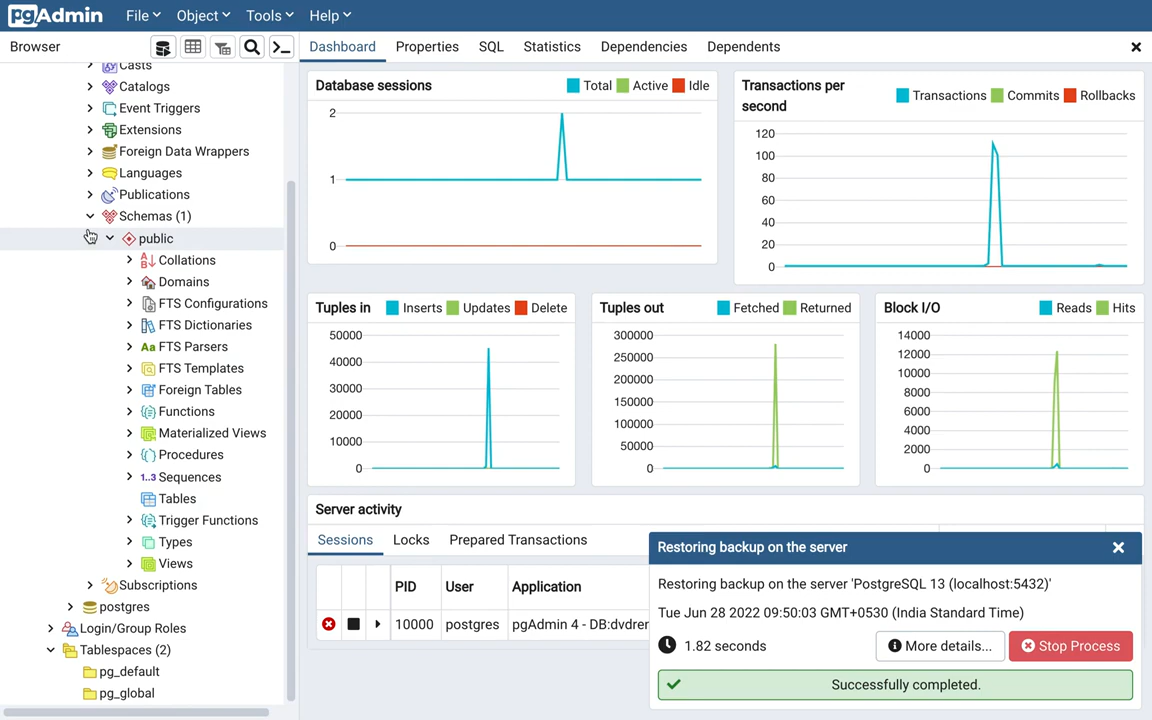 pgAdmin File Object Tools Help
Browser
Dashboard Properties SQL Statistics Dependencies Dependents
Casts
Catalogs
Event Triggers
Extensions
Foreign Data Wrappers
Languages
Publications
Schemas (1)
public
Collations
Domains
FTS Configurations
FTS Dictionaries
Aa FTS Parsers
FTS Templates
Foreign Tables
Functions
Materialized Views
Procedures
1..3 Sequences
Tables
Trigger Functions
Types
Views
Subscriptions
postgres
Login/Group Roles
Tablespaces (2)
pg_default
pg_global
Database sessions Total Active Idle
2
1
0
Transactions per
second
Transactions Commits Rollbacks
120
100
80
60
40
20
0
Tuples in Inserts Updates Delete
50000
40000
30000
20000
10000
0
Tuples out Fetched Returned
300000
250000
200000
150000
100000
50000
0
Block I/O Reads Hits
14000
12000
10000
8000
6000
4000
2000
0
Server activity
Sessions Locks Prepared Transactions
PID User Application
10000 postgres pgAdmin 4 - DB:dvdren
Restoring backup on the server
Restoring backup on the server 'PostgreSQL 13 (localhost:5432)'
Tue Jun 28 2022 09:50:03 GMT+0530 (India Standard Time)
1.82 seconds More details... Stop Process
Successfully completed.